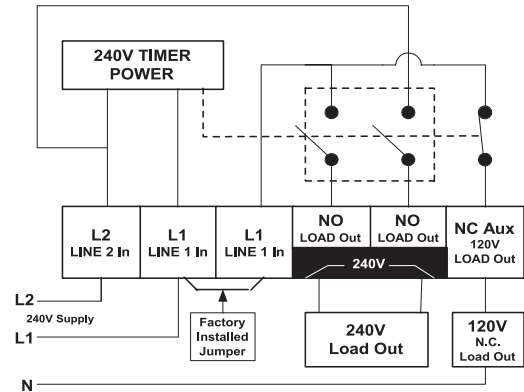 240V TIMER
POWER
L2
LINE 2 In
L1
LINE 1 In
L1
LINE 1 In
NO
LOAD Out
NO
LOAD Out
NC Aux
120V
LOAD Out
240V
L2
240V Supply
L1
N
Factory
Installed
Jumper
240V
Load Out
120V
N.C.
Load Out